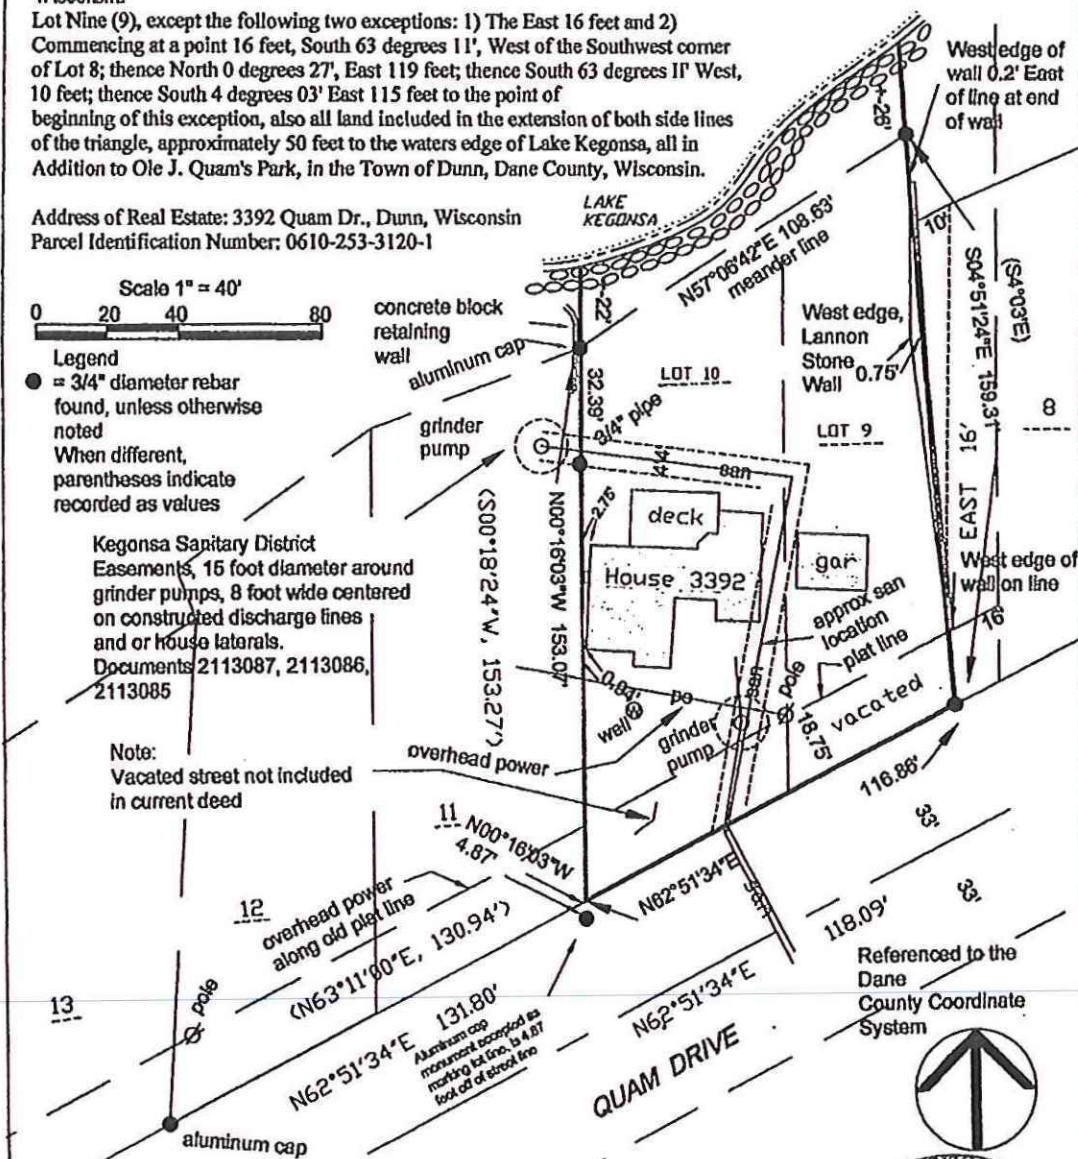 Lot Nine (9), except the following two exceptions: 1) The East 16 feet and 2)
Commencing at a point 16 feet, South 63 degrees 11', West of the Southwest corner
of Lot 8; thence North 0 degrees 27', East 119 feet; thence South 63 degrees 11' West,
10 feet; thence South 4 degrees 03' East 115 feet to the point of
beginning of this exception, also all land included in the extension of both side lines
of the triangle, approximately 50 feet to the waters edge of Lake Kegonsa, all in
Addition to Ole J. Quam's Park, in the Town of Dunn, Dane County, Wisconsin.
Address of Real Estate: 3392 Quam Dr., Dunn, Wisconsin
Parcel Identification Number: 0610-253-3120-1
Scale 1" = 40'
0 20 40 80
Legend
= 3/4" diameter rebar
found, unless otherwise
noted
When different,
parentheses indicate
recorded as values
LAKE
KEGONSA
West edge of
wall 0.2' East
of line at end
of wall
+-26'
N57°06'42"E 108.63'
meander line
10'
S04°51'24"E 159.31'
(S4°03'E)
concrete block
retaining
wall
+-22'
aluminum cap
West edge,
Lannon
Stone
Wall 0.75'
LOT 10
32.39'
3/4" pipe
LOT 9
EAST 16'
8
grinder
pump
4' 4'
san
2.75'
deck
House 3392
gar
West edge of
wall on line
16
N00°16'03"W 153.07'
(S00°18'24"W, 153.27')
Kegonsa Sanitary District
Easements, 15 foot diameter around
grinder pumps, 8 foot wide centered
on constructed discharge lines
and or house laterals.
Documents 2113087, 2113086,
2113085
approx san
location
plat line
san
pole
po
well
grinder
pump
18.75'
vacated
Note:
Vacated street not included
in current deed
overhead power
116.86'
11
N00°16'03"W
4.87'
N62°51'34"E
33'
33'
12
overhead power
along old plat line
118.09'
(N63°11'00"E, 130.94')
13
pole
N62°51'34"E 131.80'
Aluminum cap
monument accepted as
marking lot line, is 4.87
foot off of street line
N62°51'34"E
QUAM DRIVE
Referenced to the
Dane
County Coordinate
System
aluminum cap